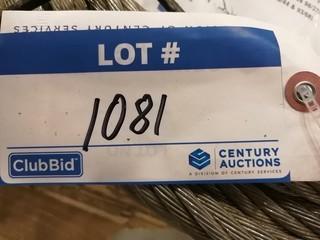 LOT #
1081
ClubBid
CENTURY
AUCTIONS
A DIVISION OF CENTURY SERVICES